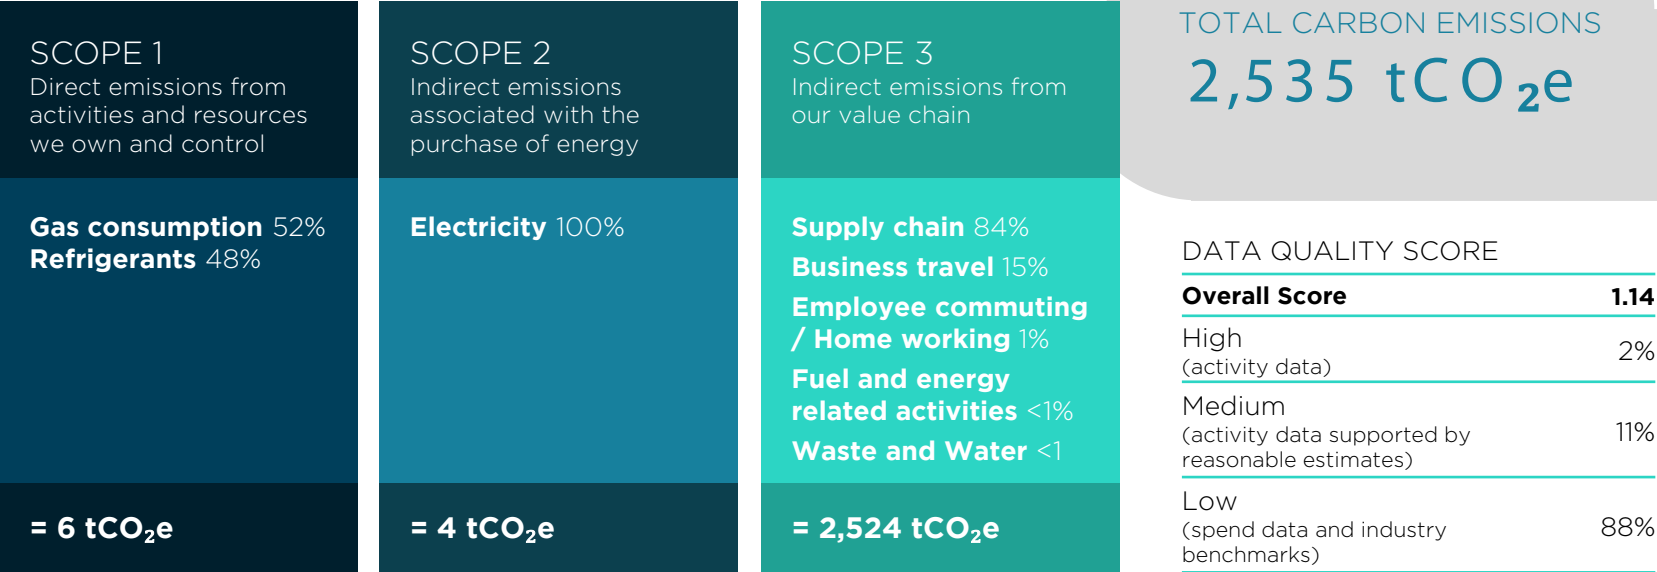 SCOPE 1
Direct emissions from
activities and resources
we own and control
Gas consumption 52%
Refrigerants 48%
= 6 tCO₂e
SCOPE 2
Indirect emissions
associated with the
purchase of energy
Electricity 100%
= 4 tCO₂e
SCOPE 3
Indirect emissions from
our value chain
Supply chain 84%
Business travel 15%
Employee commuting
/ Home working 1%
Fuel and energy
related activities <1%
Waste and Water <1
= 2,524 tCO₂e
TOTAL CARBON EMISSIONS
2,535 tCO₂e
DATA QUALITY SCORE
Overall Score 1.14
High
(activity data) 2%
Medium
(activity data supported by
reasonable estimates) 11%
Low
(spend data and industry
benchmarks) 88%